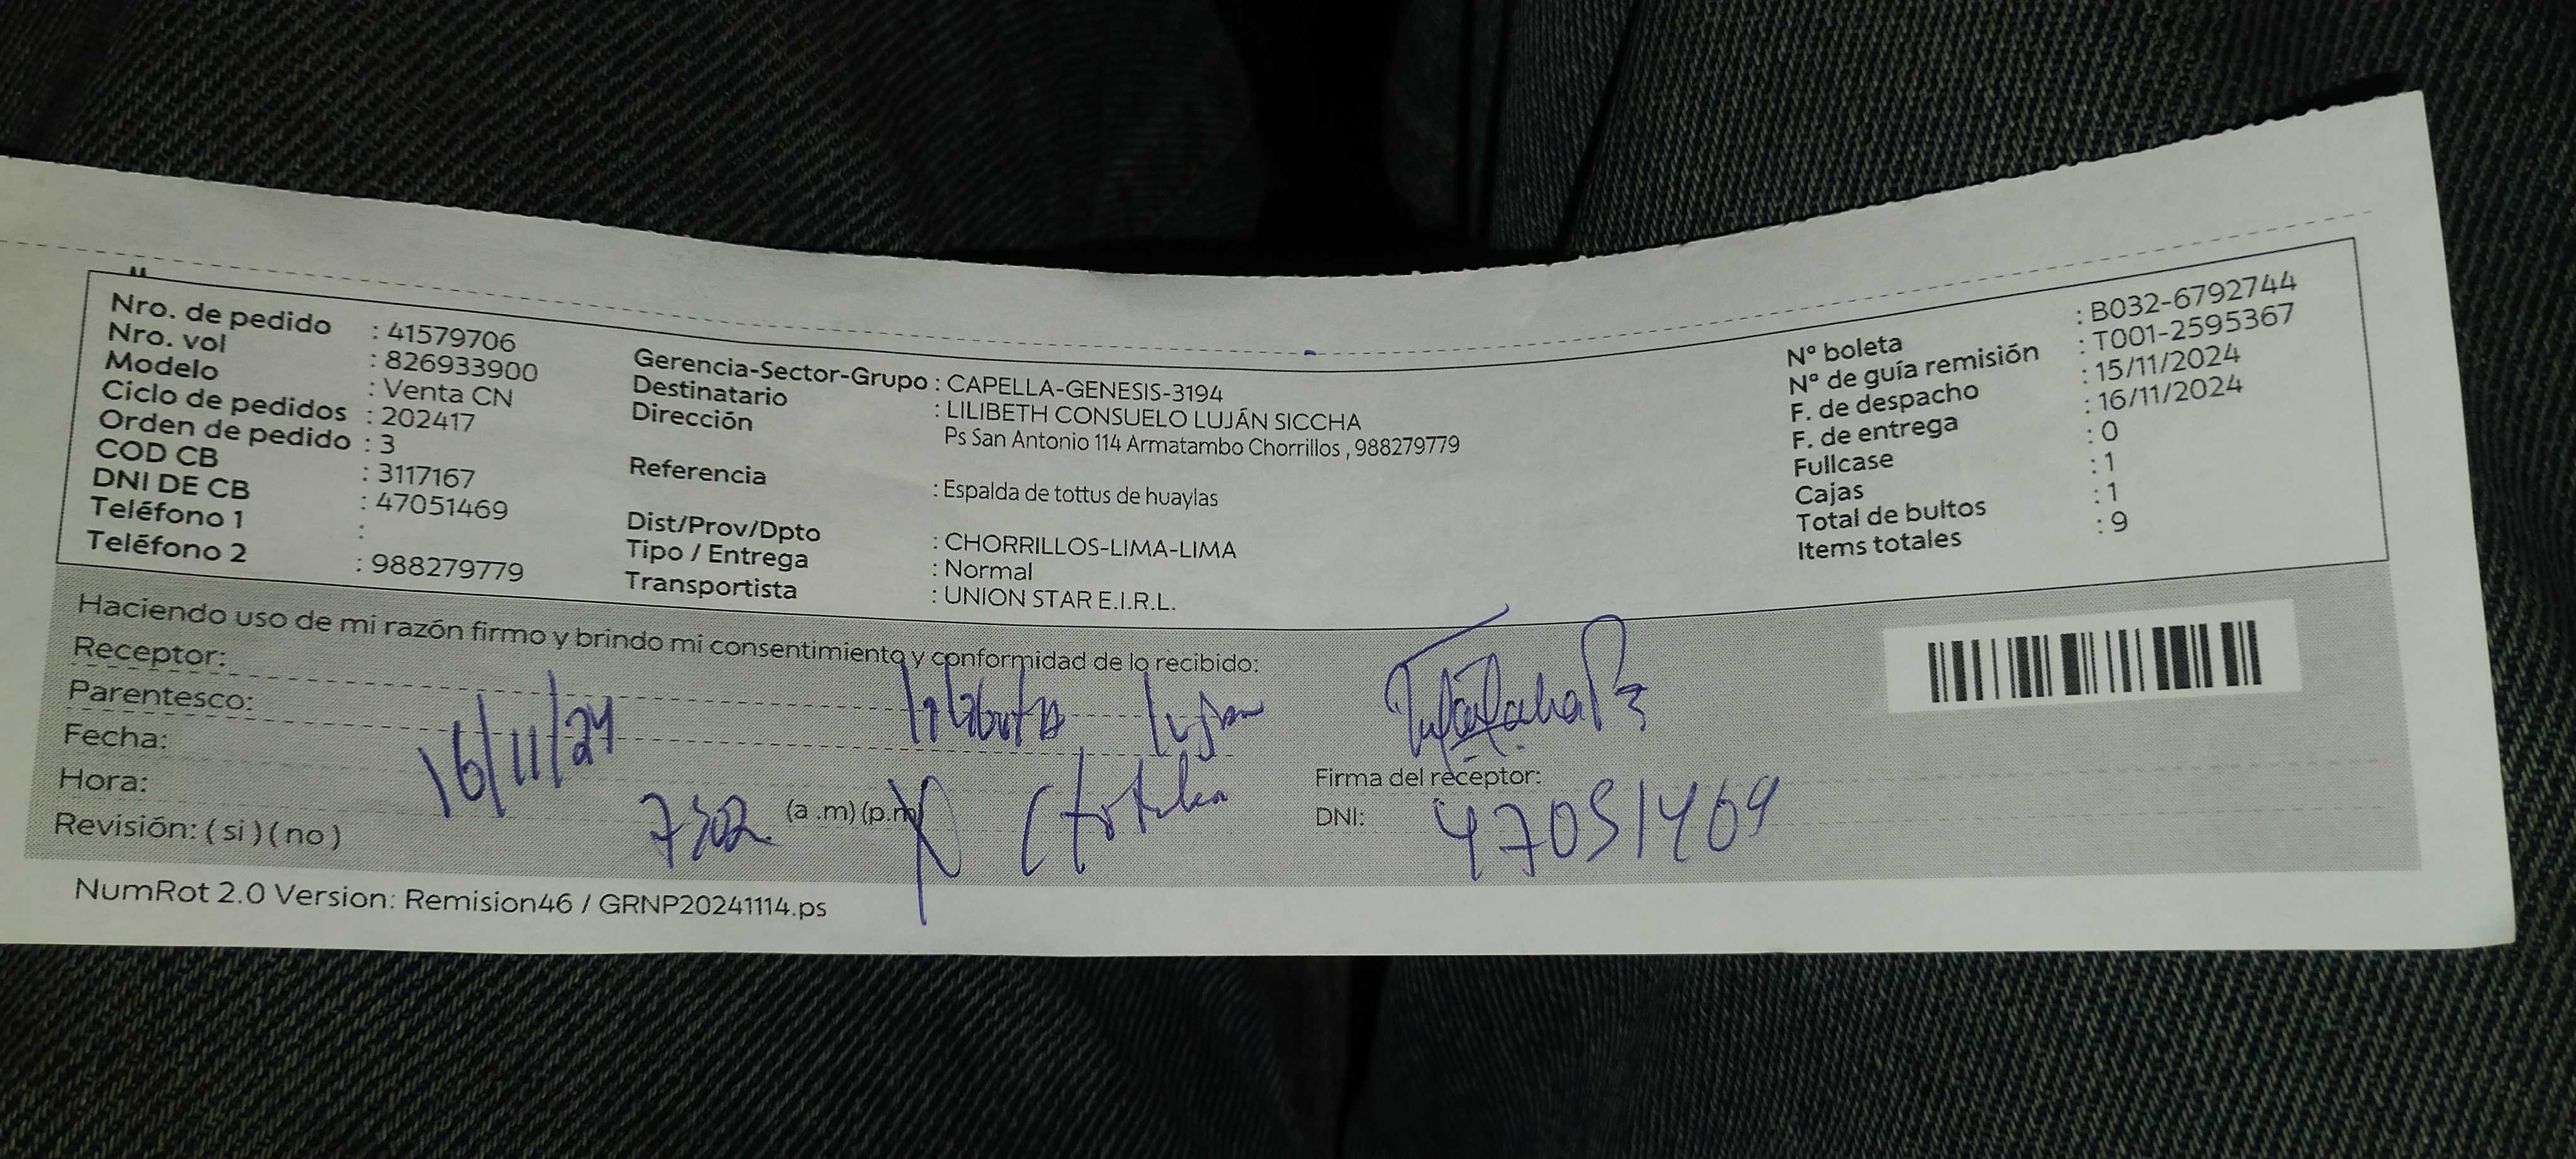 Nro. de pedido : 41579706
Nro. vol : 826933900
Modelo : Venta CN
Ciclo de pedidos : 202417
Orden de pedido : 3
COD CB : 3117167
DNI DE CB : 47051469
Teléfono 1 :
Teléfono 2 : 988279779
Gerencia-Sector-Grupo : CAPELLA-GENESIS-3194
Destinatario : LILIBETH CONSUELO LUJÁN SICCHA
Dirección
Ps San Antonio 114 Armatambo Chorrillos , 988279779
Referencia : Espalda de tottus de huaylas
Dist/Prov/Dpto : CHORRILLOS-LIMA-LIMA
Tipo / Entrega : Normal
Transportista : UNION STAR E.I.R.L.
Nº boleta : B032-6792744
Nº de guía remisión : T001-2595367
F. de despacho : 15/11/2024
F. de entrega : 16/11/2024
Fullcase : 0
Cajas : 1
Total de bultos : 1
Items totales : 9
Haciendo uso de mi razón firmo y brindo mi consentimiento y conformidad de lo recibido:
Receptor:
Parentesco:
Fecha: 16/11/24
Hora: (a .m) (p.m)
Revisión: ( si ) ( no )
Firma del receptor:
DNI: 47051469
NumRot 2.0 Version: Remision46 / GRNP20241114.ps